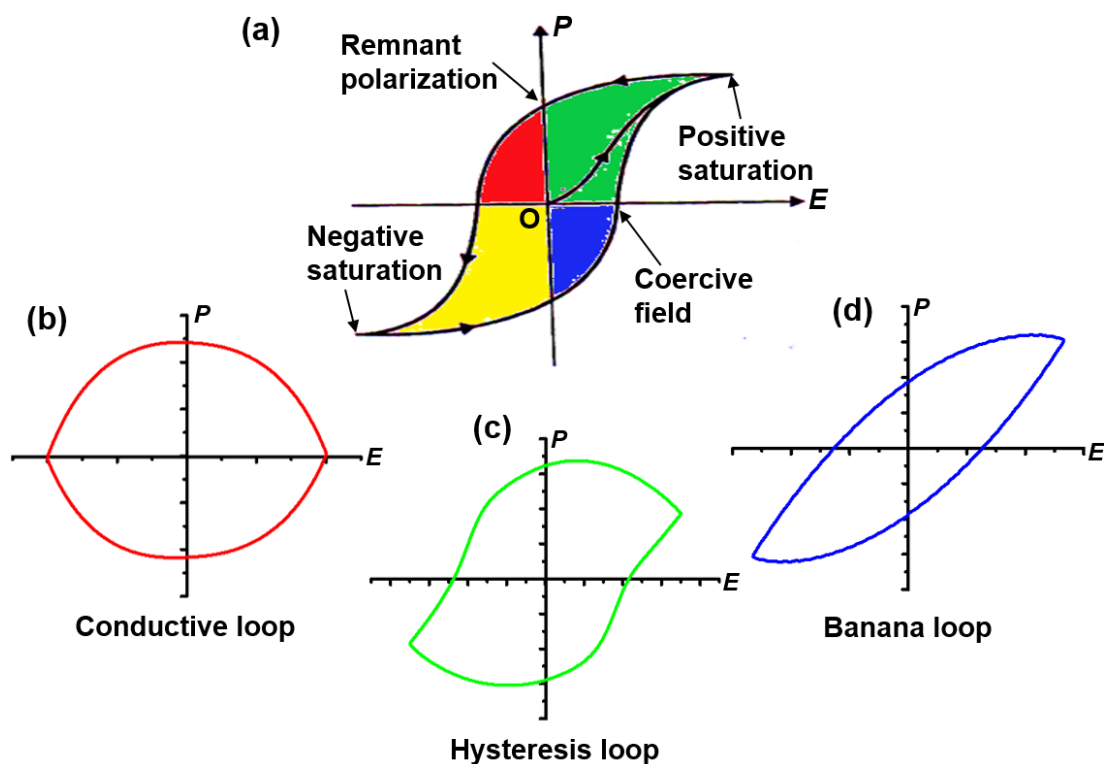 (a)
P
Remnant
polarization
Positive
saturation
E
O
Negative
saturation
Coercive
field
(b)
P
E
Conductive loop
(c)
P
E
Hysteresis loop
(d)
P
E
Banana loop